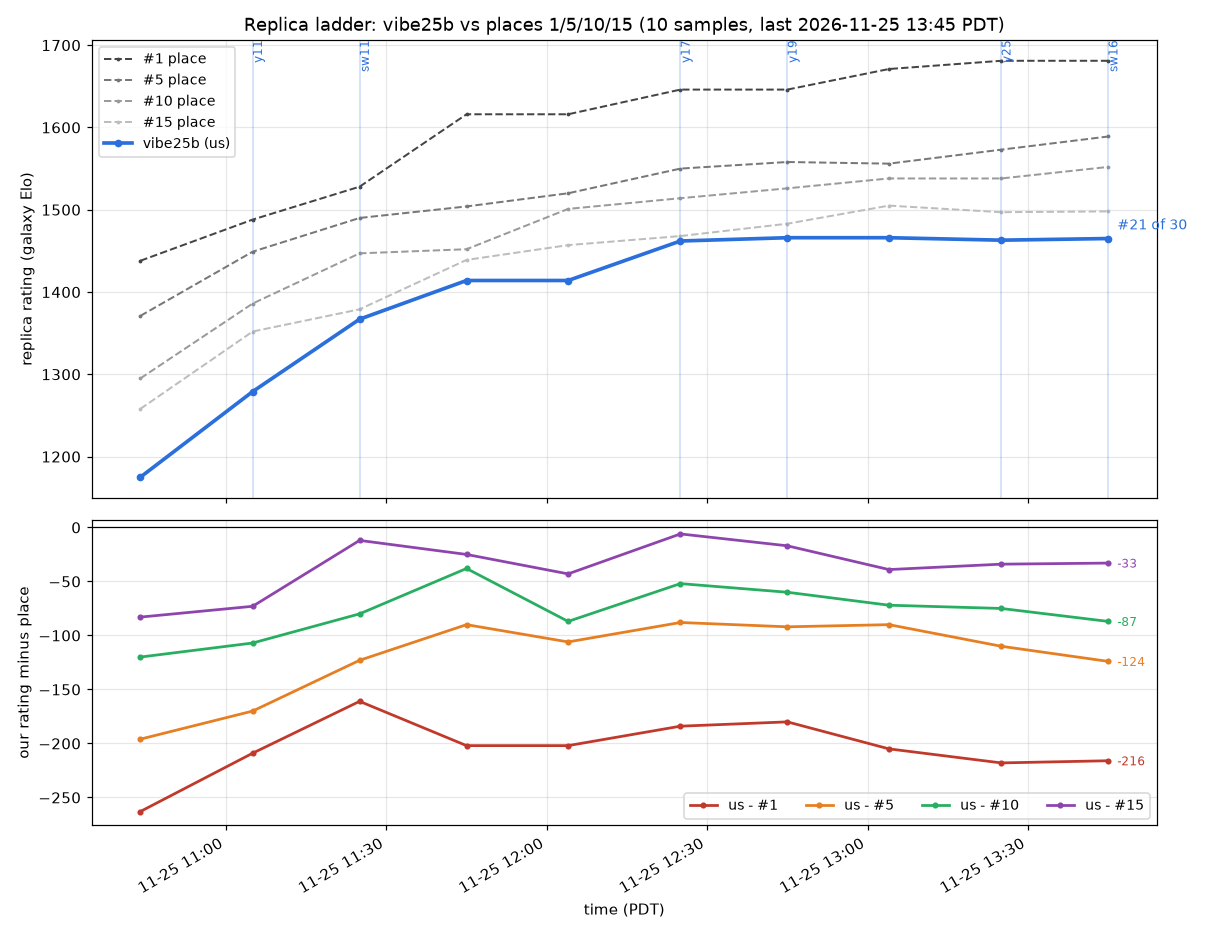 Replica ladder: vibe25b vs places 1/5/10/15 (10 samples, last 2026-11-25 13:45 PDT)
replica rating (galaxy Elo)
1700
1600
1500
1400
1300
1200
#1 place
#5 place
#10 place
#15 place
vibe25b (us)
y11
sw11
y17
y19
y25
sw16
#21 of 30
our rating minus place
0
−50
−100
−150
−200
−250
-33
-87
-124
-216
us - #1
us - #5
us - #10
us - #15
11-25 11:00
11-25 11:30
11-25 12:00
11-25 12:30
11-25 13:00
11-25 13:30
time (PDT)